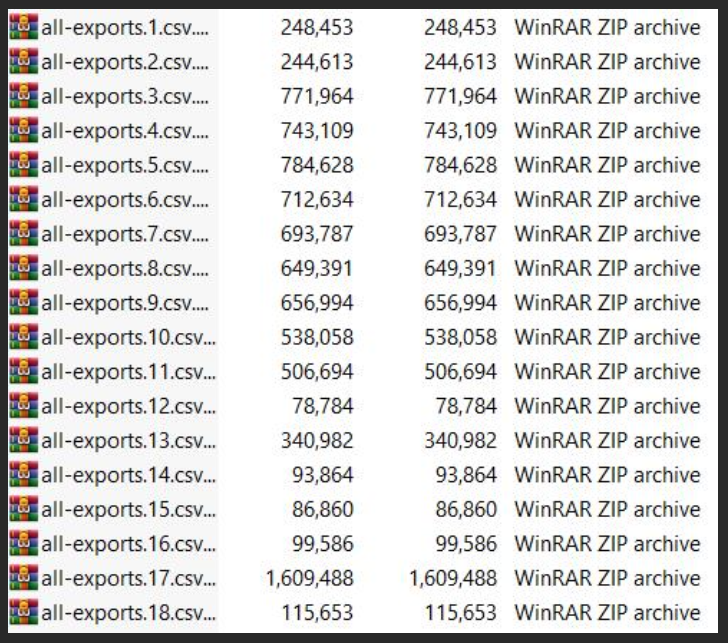 all-exports.1.csv.... 248,453 248,453 WinRAR ZIP archive
all-exports.2.csv.... 244,613 244,613 WinRAR ZIP archive
all-exports.3.csv.... 771,964 771,964 WinRAR ZIP archive
all-exports.4.csv.... 743,109 743,109 WinRAR ZIP archive
all-exports.5.csv.... 784,628 784,628 WinRAR ZIP archive
all-exports.6.csv.... 712,634 712,634 WinRAR ZIP archive
all-exports.7.csv.... 693,787 693,787 WinRAR ZIP archive
all-exports.8.csv.... 649,391 649,391 WinRAR ZIP archive
all-exports.9.csv.... 656,994 656,994 WinRAR ZIP archive
all-exports.10.csv... 538,058 538,058 WinRAR ZIP archive
all-exports.11.csv... 506,694 506,694 WinRAR ZIP archive
all-exports.12.csv... 78,784 78,784 WinRAR ZIP archive
all-exports.13.csv... 340,982 340,982 WinRAR ZIP archive
all-exports.14.csv... 93,864 93,864 WinRAR ZIP archive
all-exports.15.csv... 86,860 86,860 WinRAR ZIP archive
all-exports.16.csv... 99,586 99,586 WinRAR ZIP archive
all-exports.17.csv... 1,609,488 1,609,488 WinRAR ZIP archive
all-exports.18.csv... 115,653 115,653 WinRAR ZIP archive